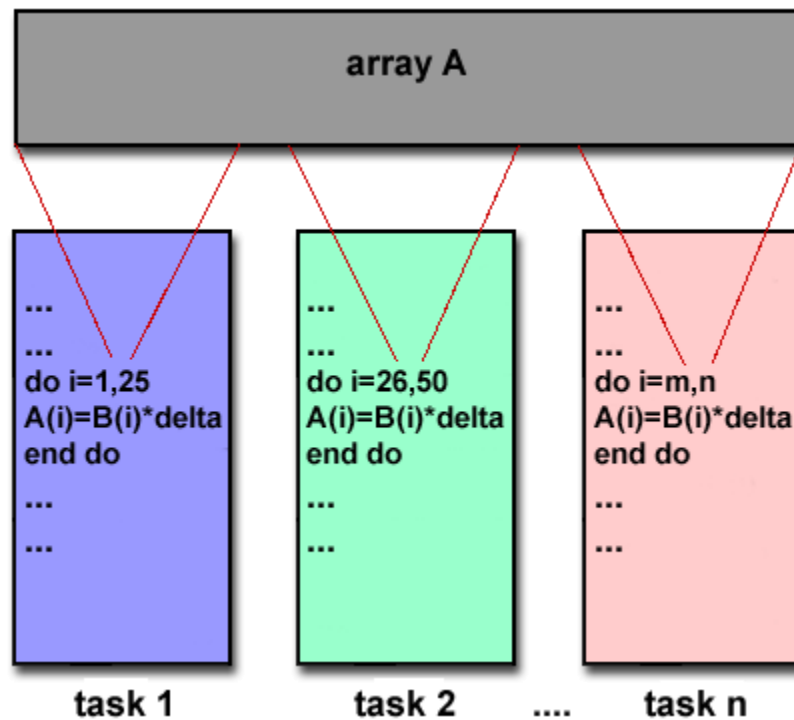 array A
...
...
do i=1,25
A(i)=B(i)*delta
end do
...
...
...
...
do i=26,50
A(i)=B(i)*delta
end do
...
...
...
...
do i=m,n
A(i)=B(i)*delta
end do
...
...
task 1
task 2
....
task n